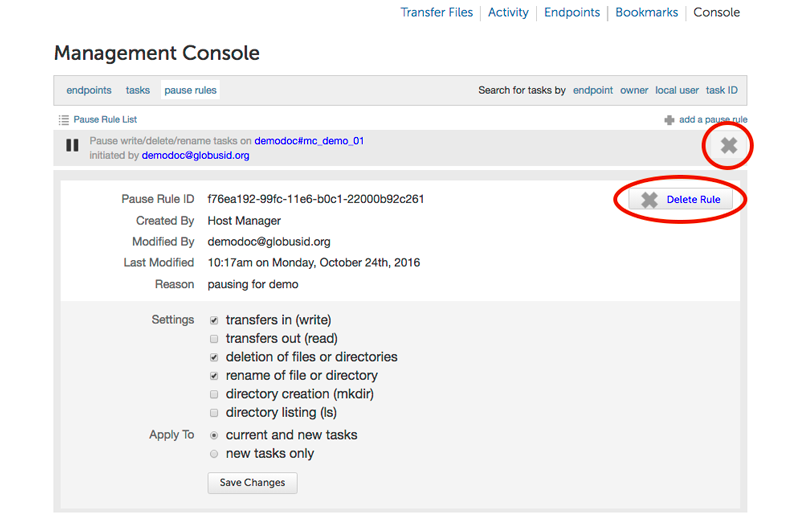 Transfer Files Activity Endpoints Bookmarks Console
Management Console
endpoints tasks pause rules Search for tasks by endpoint owner local user task ID
Pause Rule List add a pause rule
Pause write/delete/rename tasks on demodoc#mc_demo_01
initiated by demodoc@globusid.org
Pause Rule ID f76ea192-99fc-11e6-b0c1-22000b92c261 Delete Rule
Created By Host Manager
Modified By demodoc@globusid.org
Last Modified 10:17am on Monday, October 24th, 2016
Reason pausing for demo
Settings transfers in (write)
transfers out (read)
deletion of files or directories
rename of file or directory
directory creation (mkdir)
directory listing (ls)
Apply To current and new tasks
new tasks only
Save Changes